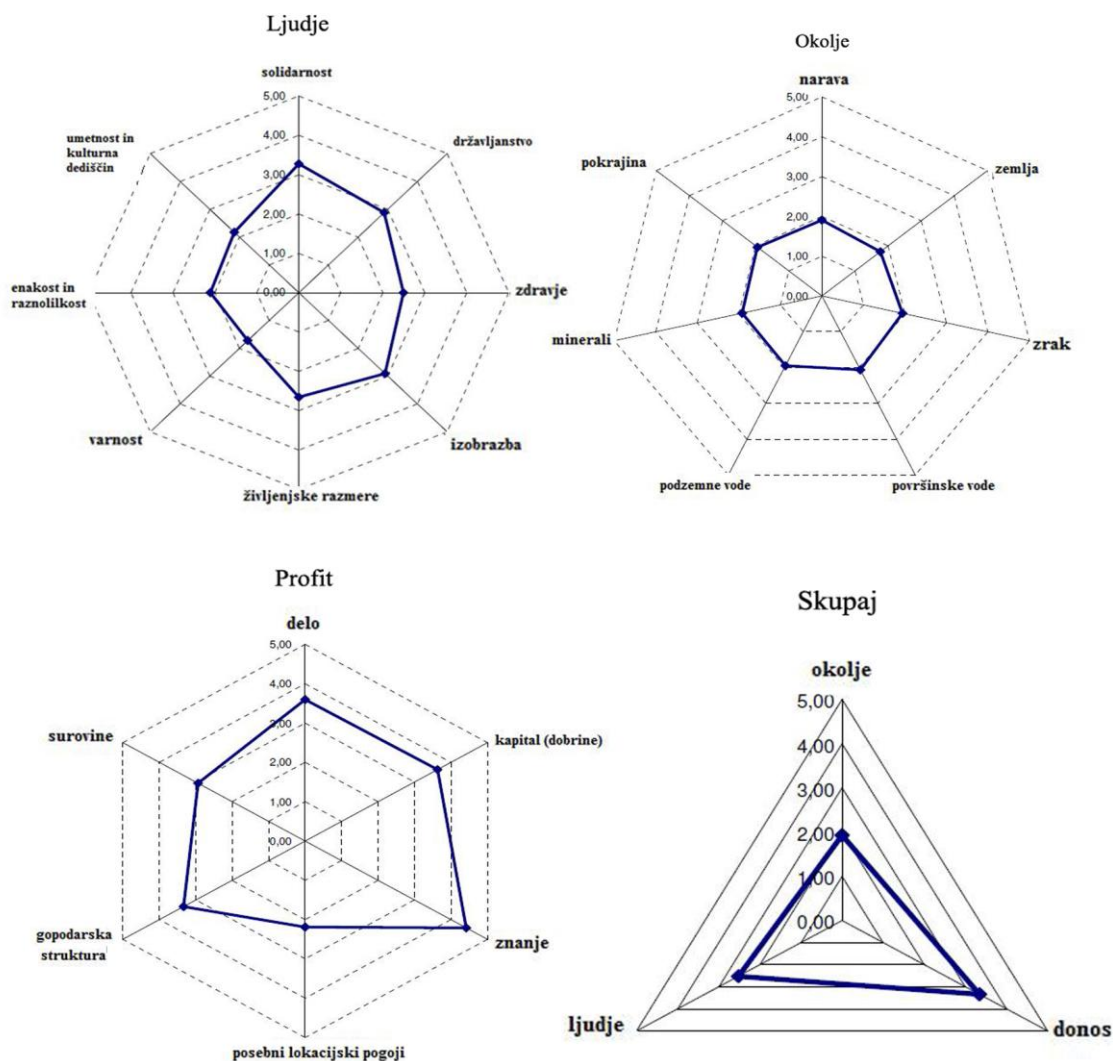 Ljudje
solidarnost
5,00
4,00
3,00
2,00
1,00
0,00
umetnost in
kulturna
dediščin
državljanstvo
enakost in
raznolilkost
zdravje
varnost
izobrazba
življenjske razmere
Okolje
narava
5,00
4,00
3,00
2,00
1,00
0,00
pokrajina
zemlja
minerali
zrak
podzemne vode
površinske vode
Profit
delo
5,00
4,00
3,00
2,00
1,00
0,00
surovine
kapital (dobrine)
gopodarska
struktura
znanje
posebni lokacijski pogoji
Skupaj
okolje
5,00
4,00
3,00
2,00
1,00
0,00
ljudje
donos